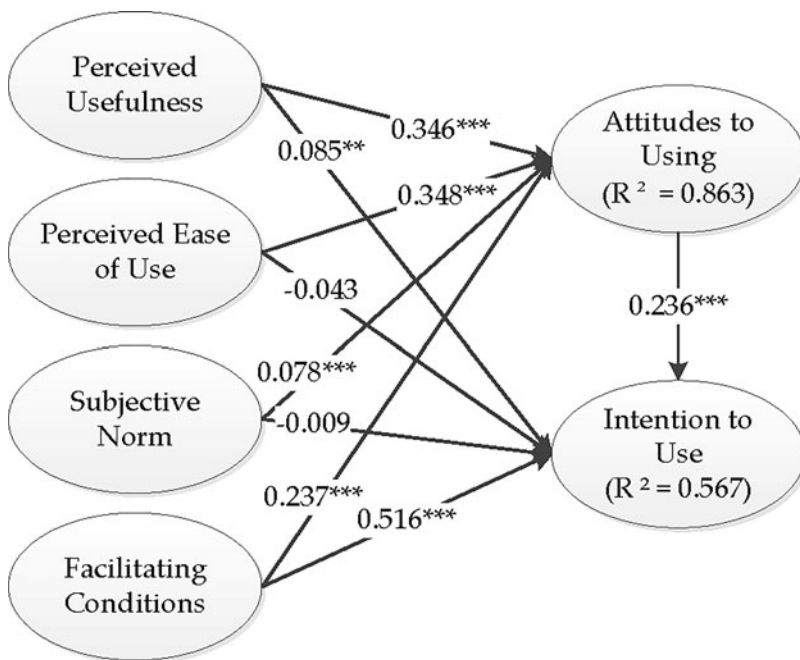 Perceived
Usefulness
0.346***
0.085**
Attitudes to
Using
(R² = 0.863)
Perceived Ease
of Use
0.348***
-0.043
0.236***
0.078***
Subjective
Norm
-0.009
Intention to
Use
(R² = 0.567)
0.237***
0.516***
Facilitating
Conditions